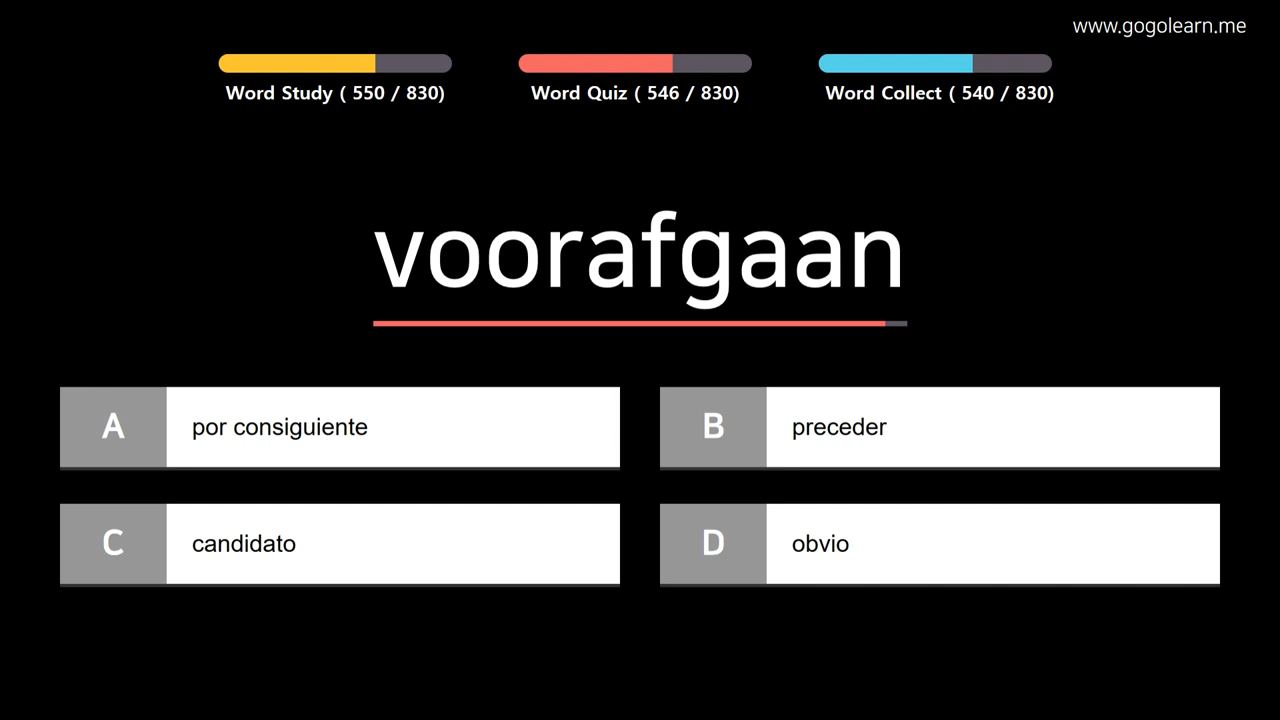 www.gogolearn.me
Word Study ( 550 / 830)
Word Quiz ( 546 / 830)
Word Collect ( 540 / 830)
voorafgaan
A por consiguiente
B preceder
C candidato
D obvio